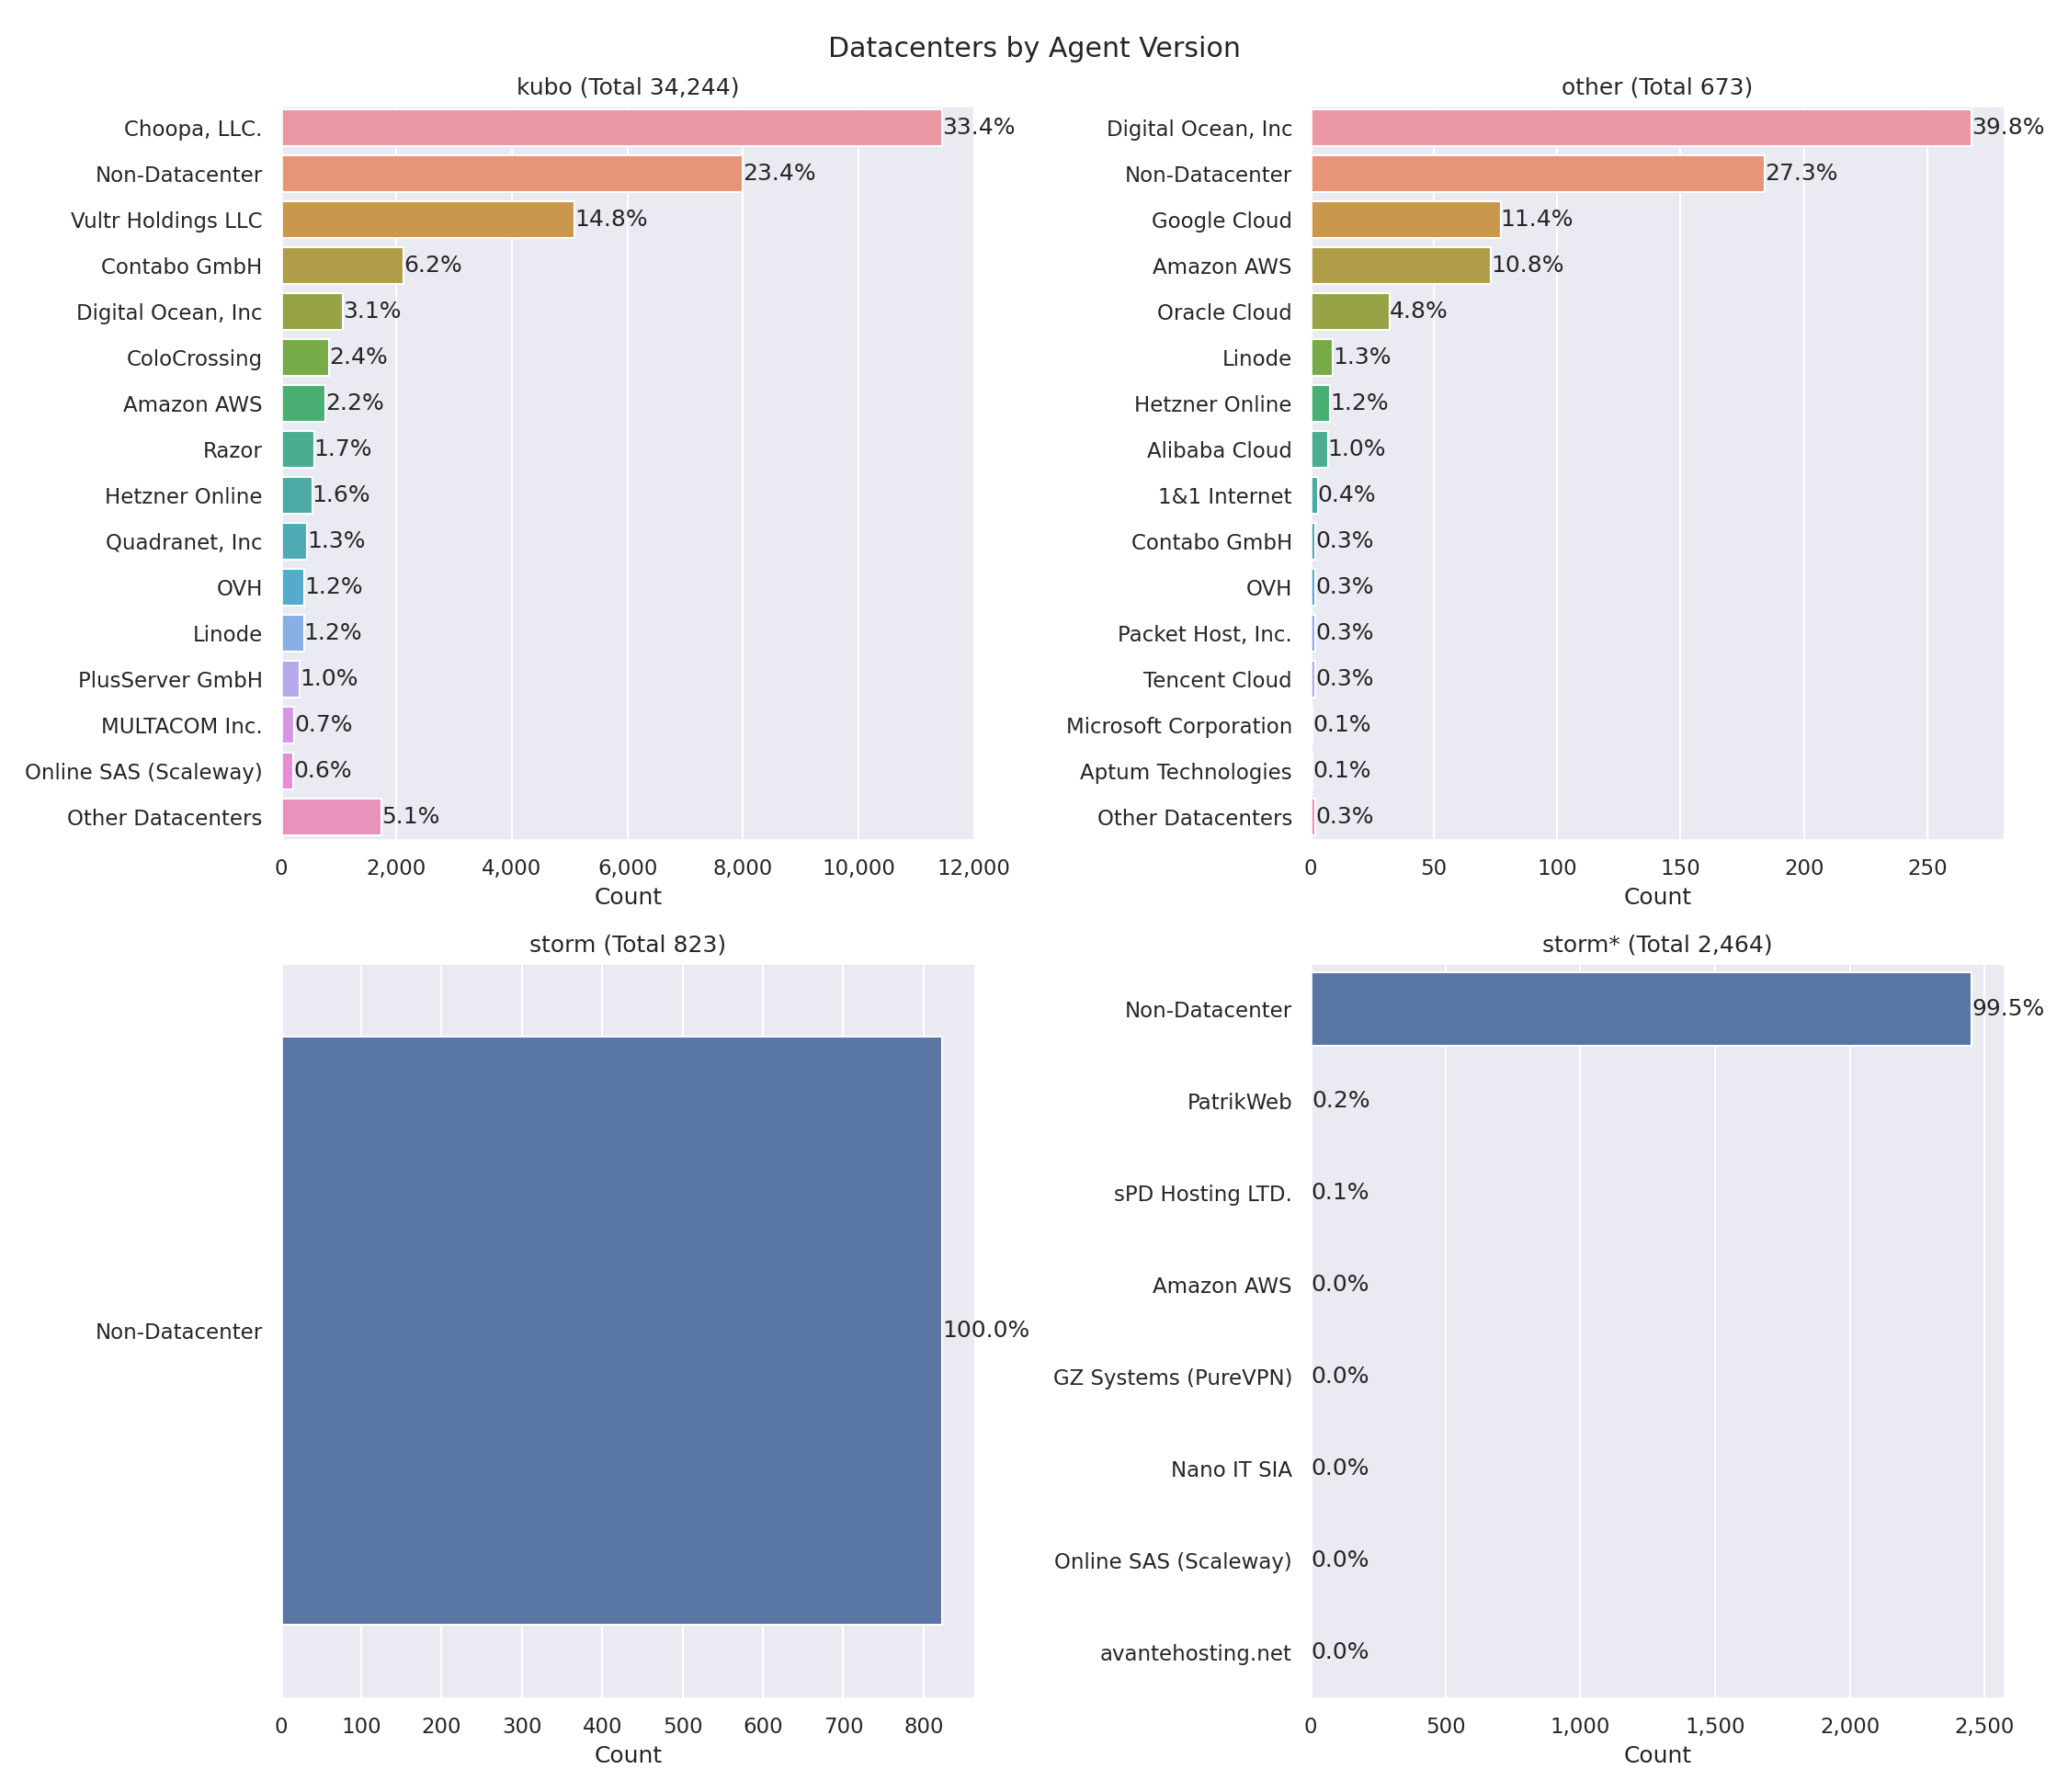 Datacenters by Agent Version
kubo (Total 34,244)
Choopa, LLC. 33.4%
Non-Datacenter 23.4%
Vultr Holdings LLC 14.8%
Contabo GmbH 6.2%
Digital Ocean, Inc 3.1%
ColoCrossing 2.4%
Amazon AWS 2.2%
Razor 1.7%
Hetzner Online 1.6%
Quadranet, Inc 1.3%
OVH 1.2%
Linode 1.2%
PlusServer GmbH 1.0%
MULTACOM Inc. 0.7%
Online SAS (Scaleway) 0.6%
Other Datacenters 5.1%
0 2,000 4,000 6,000 8,000 10,000 12,000
Count
other (Total 673)
Digital Ocean, Inc 39.8%
Non-Datacenter 27.3%
Google Cloud 11.4%
Amazon AWS 10.8%
Oracle Cloud 4.8%
Linode 1.3%
Hetzner Online 1.2%
Alibaba Cloud 1.0%
1&1 Internet 0.4%
Contabo GmbH 0.3%
OVH 0.3%
Packet Host, Inc. 0.3%
Tencent Cloud 0.3%
Microsoft Corporation 0.1%
Aptum Technologies 0.1%
Other Datacenters 0.3%
0 50 100 150 200 250
Count
storm (Total 823)
Non-Datacenter 100.0%
0 100 200 300 400 500 600 700 800
Count
storm* (Total 2,464)
Non-Datacenter 99.5%
PatrikWeb 0.2%
sPD Hosting LTD. 0.1%
Amazon AWS 0.0%
GZ Systems (PureVPN) 0.0%
Nano IT SIA 0.0%
Online SAS (Scaleway) 0.0%
avantehosting.net 0.0%
0 500 1,000 1,500 2,000 2,500
Count